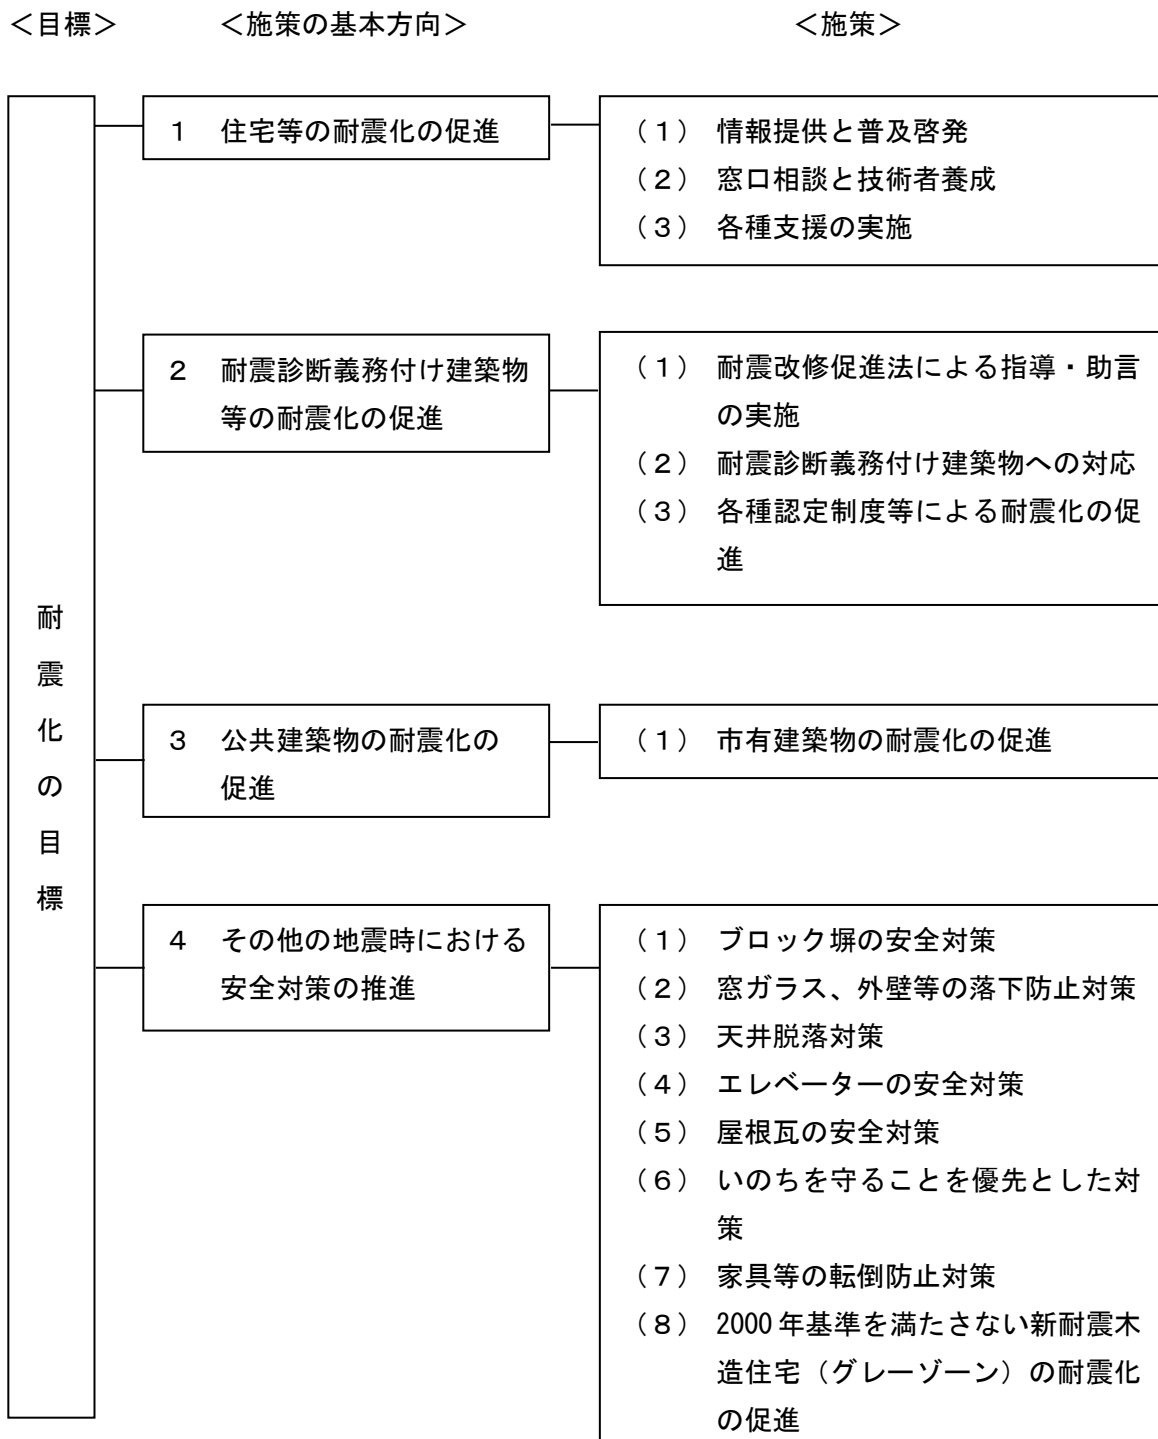 ＜目標＞　＜施策の基本方向＞　＜施策＞
耐震化の目標
１　住宅等の耐震化の促進
（１）　情報提供と普及啓発
（２）　窓口相談と技術者養成
（３）　各種支援の実施
２　耐震診断義務付け建築物
等の耐震化の促進
（１）　耐震改修促進法による指導・助言
の実施
（２）　耐震診断義務付け建築物への対応
（３）　各種認定制度等による耐震化の促
進
３　公共建築物の耐震化の
促進
（１）　市有建築物の耐震化の促進
４　その他の地震時における
安全対策の推進
（１）　ブロック塀の安全対策
（２）　窓ガラス、外壁等の落下防止対策
（３）　天井脱落対策
（４）　エレベーターの安全対策
（５）　屋根瓦の安全対策
（６）　いのちを守ることを優先とした対
策
（７）　家具等の転倒防止対策
（８）　2000年基準を満たさない新耐震木
造住宅（グレーゾーン）の耐震化
の促進